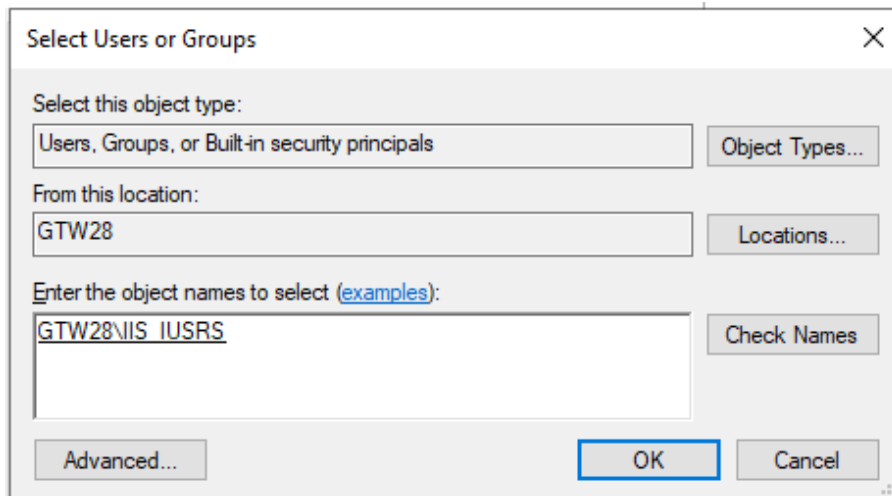 Select Users or Groups
Select this object type:
Users, Groups, or Built-in security principals
Object Types...
From this location:
GTW28
Locations...
Enter the object names to select (examples):
GTW28\IIS_IUSRS
Check Names
Advanced...
OK
Cancel